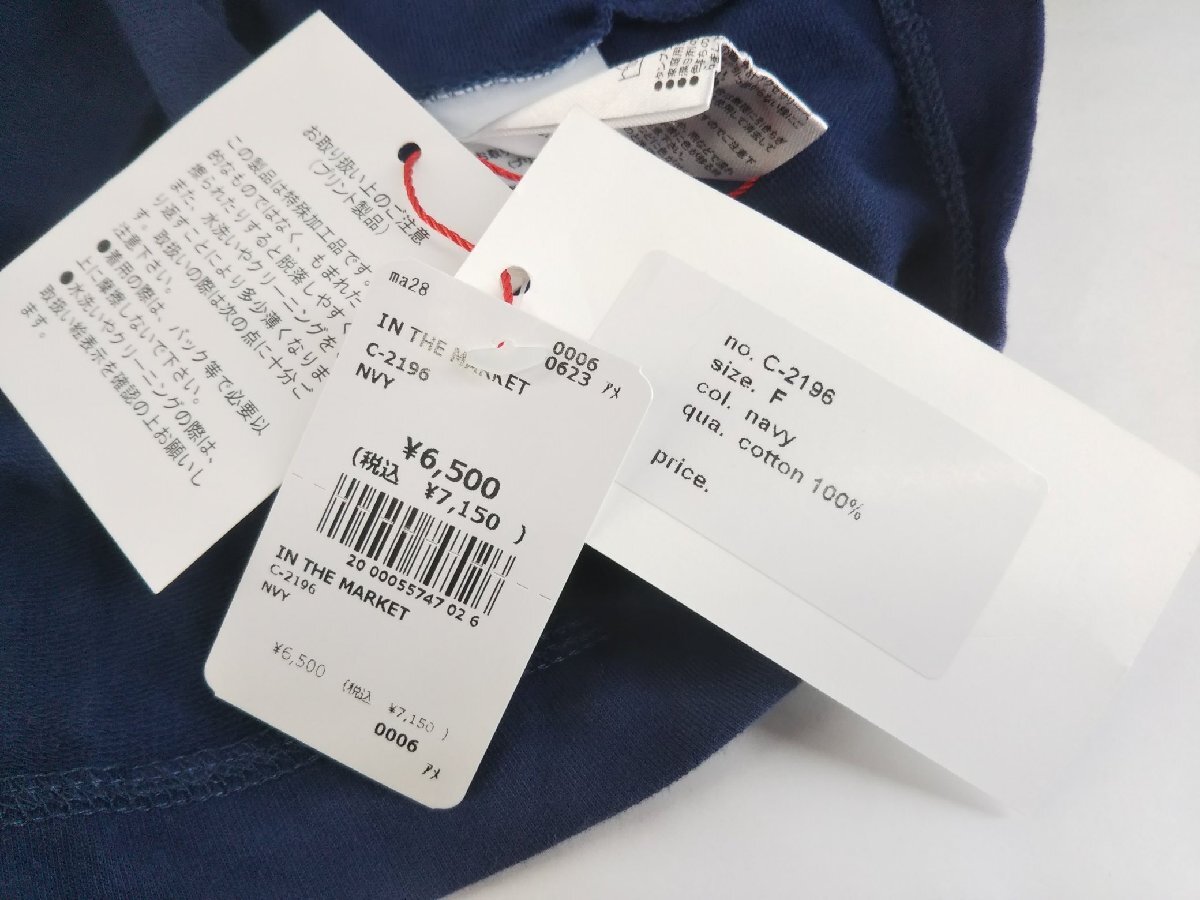 お取り扱い上のご注意
(プリント製品)
この製品は特殊加工品です。
的なものではなく、もまれた
擦られたりすると脱落しやすく
また、水洗いやクリーニングを
り返すことにより多少薄くなりま
す。取扱いの際は次の点に十分ご
注意下さい。
●着用の際は、バック等で必要以
上に摩擦しないで下さい。
●水洗いやクリーニングの際は、
取扱い絵表示を確認の上お願いし
ます。
ma28
IN THE MARKET
0006
C-2196
0623 アメ
NVY
¥6,500
(税込 ¥7,150 )
20 00055747 02 6
IN THE MARKET
C-2196
NVY
¥6,500
(税込 ¥7,150 )
0006
アメ
no. C-2196
size. F
col. navy
qua. cotton 100%
price.